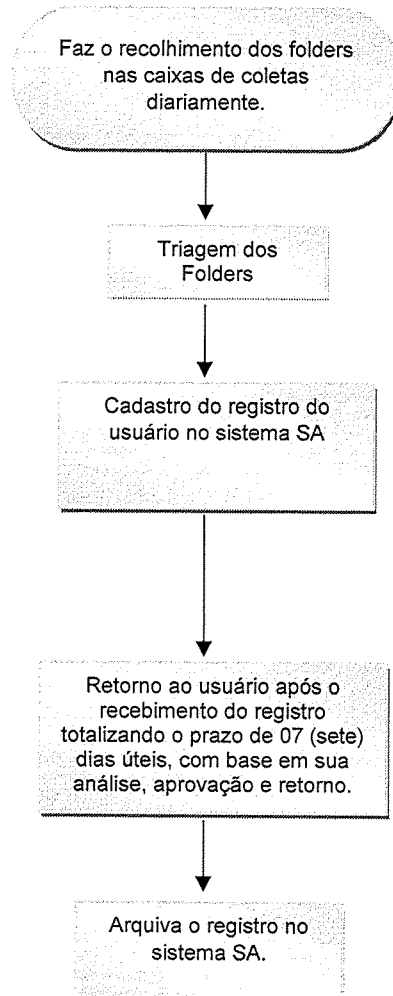 Faz o recolhimento dos folders
nas caixas de coletas
diariamente.
Triagem dos
Folders
Cadastro do registro do
usuário no sistema SA
Retorno ao usuário após o
recebimento do registro
totalizando o prazo de 07 (sete)
dias úteis, com base em sua
análise, aprovação e retorno.
Arquiva o registro no
sistema SA.